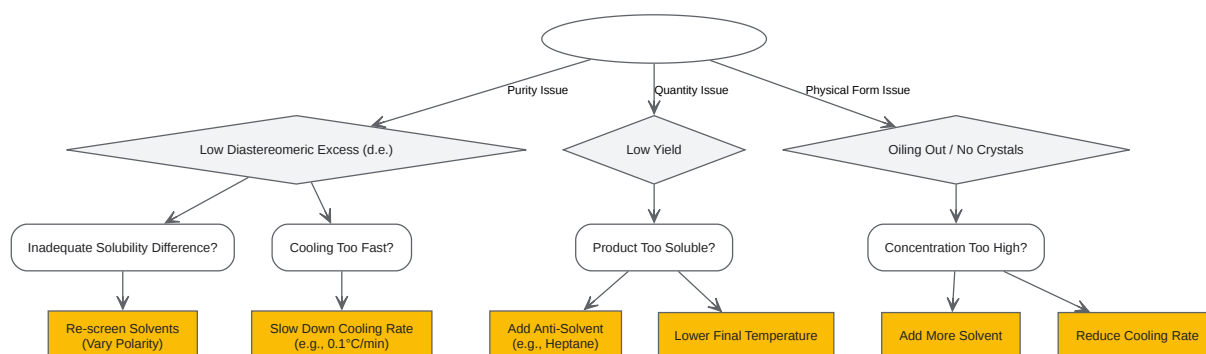 Purity Issue
Quantity Issue
Physical Form Issue
Low Diastereomeric Excess (d.e.)
Low Yield
Oiling Out / No Crystals
Inadequate Solubility Difference?
Cooling Too Fast?
Product Too Soluble?
Concentration Too High?
Re-screen Solvents
(Vary Polarity)
Slow Down Cooling Rate
(e.g., 0.1°C/min)
Add Anti-Solvent
(e.g., Heptane)
Lower Final Temperature
Add More Solvent
Reduce Cooling Rate